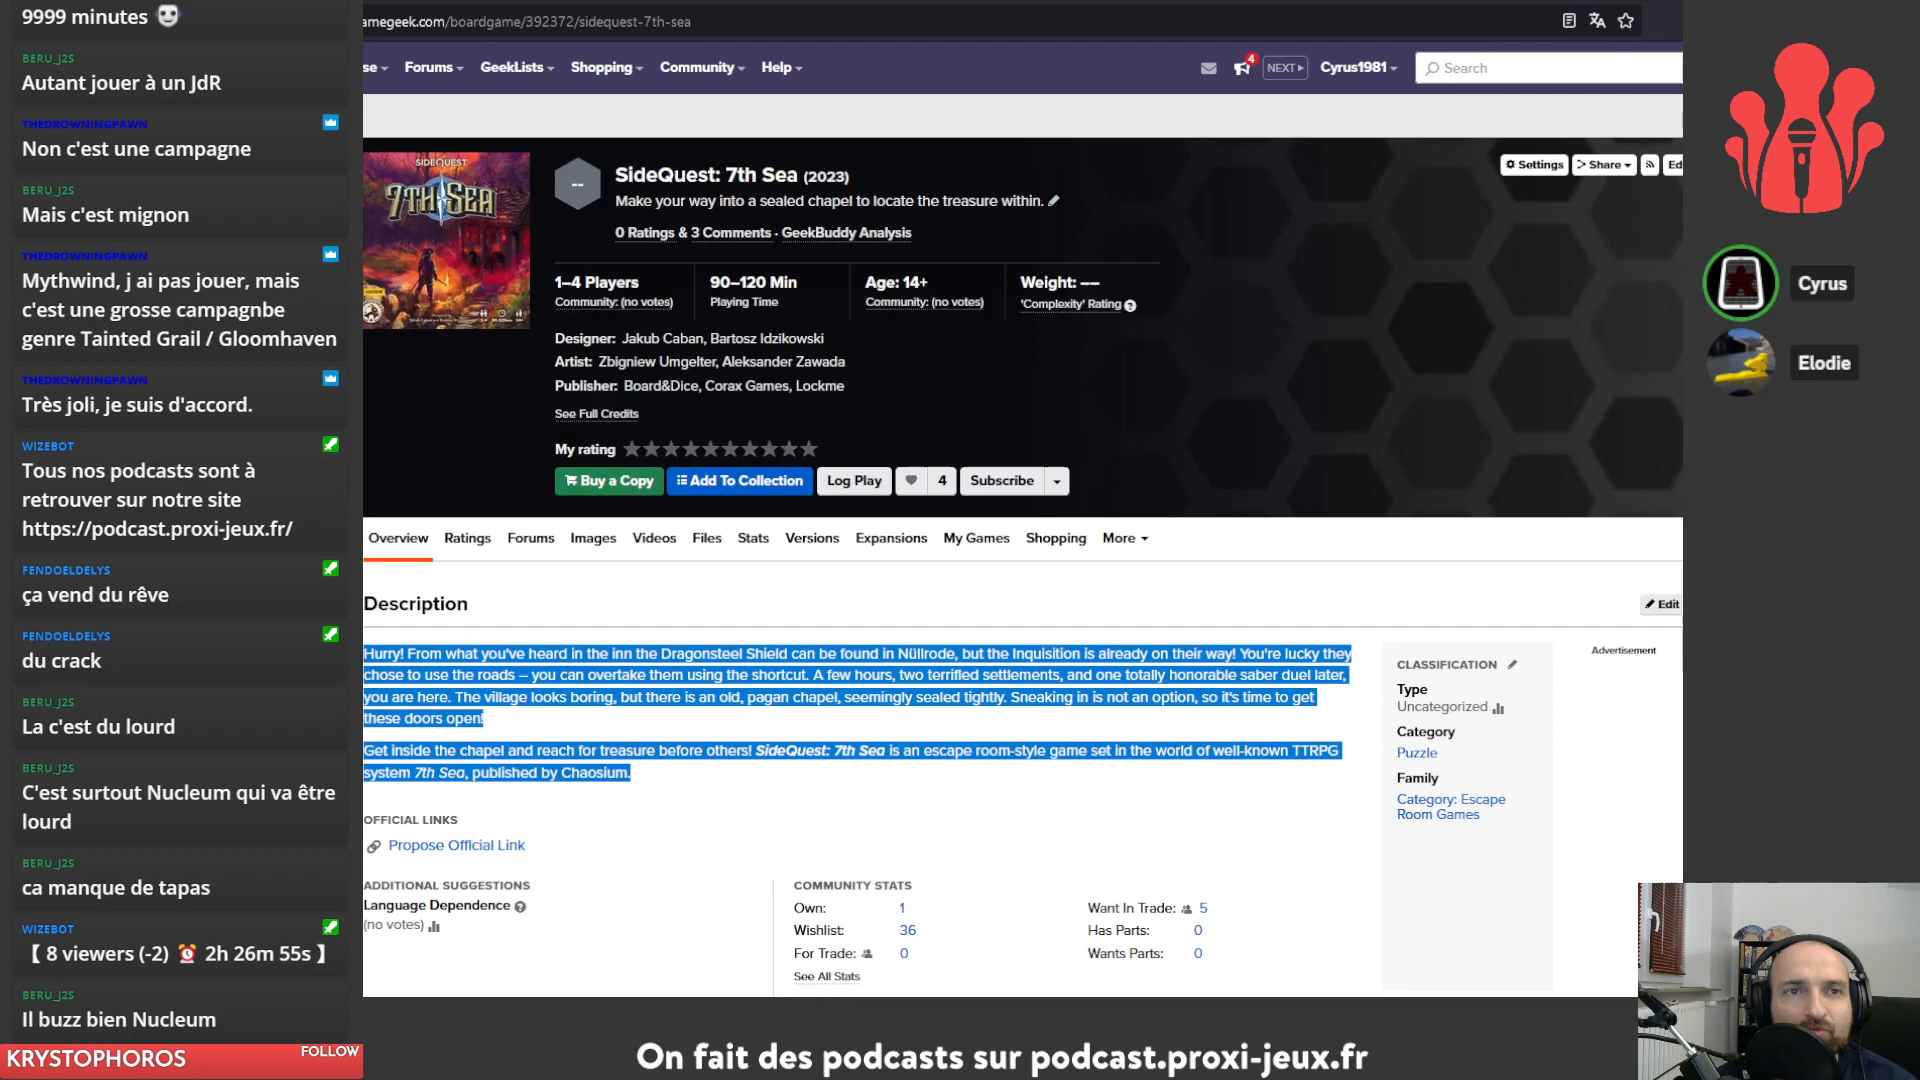 9999 minutes
BERU_J2S
Autant jouer à un JdR
THEDROWNINGPAWN
Non c'est une campagne
BERU_J2S
Mais c'est mignon
THEDROWNINGPAWN
Mythwind, j ai pas jouer, mais
c'est une grosse campagnbe
genre Tainted Grail / Gloomhaven
THEDROWNINGPAWN
Très joli, je suis d'accord.
WIZEBOT
Tous nos podcasts sont à
retrouver sur notre site
https://podcast.proxi-jeux.fr/
FENDOELDELYS
ça vend du rêve
FENDOELDELYS
du crack
BERU_J2S
La c'est du lourd
BERU_J2S
C'est surtout Nucleum qui va être
lourd
BERU_J2S
ca manque de tapas
WIZEBOT
【 8 viewers (-2) ⏰ 2h 26m 55s 】
BERU_J2S
Il buzz bien Nucleum
KRYSTOPHOROS FOLLOW
amegeek.com/boardgame/392372/sidequest-7th-sea
se Forums GeekLists Shopping Community Help
4 NEXT Cyrus1981 Search
SIDEQUEST
7TH SEA
--
SideQuest: 7th Sea (2023)
Make your way into a sealed chapel to locate the treasure within.
0 Ratings & 3 Comments · GeekBuddy Analysis
Settings Share Ed
1–4 Players 90–120 Min Age: 14+ Weight: ––
Community: (no votes) Playing Time Community: (no votes) 'Complexity' Rating
Designer: Jakub Caban, Bartosz Idzikowski
Artist: Zbigniew Umgelter, Aleksander Zawada
Publisher: Board&Dice, Corax Games, Lockme
See Full Credits
My rating
Buy a Copy Add To Collection Log Play 4 Subscribe
Overview Ratings Forums Images Videos Files Stats Versions Expansions My Games Shopping More
Description
Edit
Hurry! From what you've heard in the inn the Dragonsteel Shield can be found in Nüllrode, but the Inquisition is already on their way! You're lucky they
chose to use the roads – you can overtake them using the shortcut. A few hours, two terrified settlements, and one totally honorable saber duel later,
you are here. The village looks boring, but there is an old, pagan chapel, seemingly sealed tightly. Sneaking in is not an option, so it's time to get
these doors open!
Get inside the chapel and reach for treasure before others! SideQuest: 7th Sea is an escape room-style game set in the world of well-known TTRPG
system 7th Sea, published by Chaosium.
OFFICIAL LINKS
Propose Official Link
ADDITIONAL SUGGESTIONS
Language Dependence
(no votes)
COMMUNITY STATS
Own: 1
Wishlist: 36
For Trade: 0
See All Stats
Want In Trade: 5
Has Parts: 0
Wants Parts: 0
CLASSIFICATION
Type
Uncategorized
Category
Puzzle
Family
Category: Escape
Room Games
Advertisement
Cyrus
Elodie
On fait des podcasts sur podcast.proxi-jeux.fr